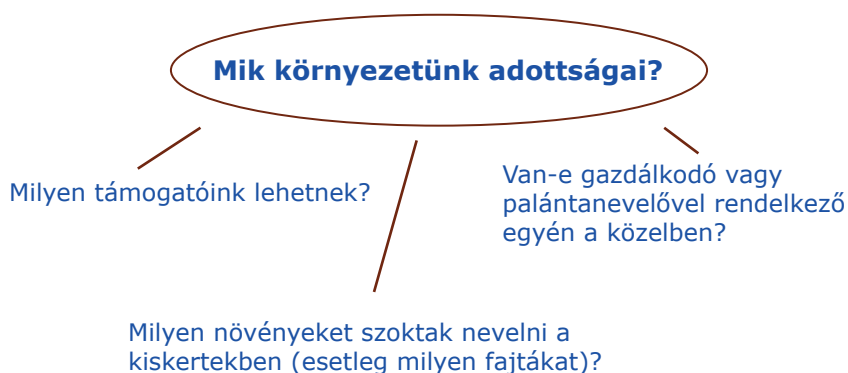 Mik környezetünk adottságai?
Milyen támogatóink lehetnek?
Van-e gazdálkodó vagy
palántanevelővel rendelkező
egyén a közelben?
Milyen növényeket szoktak nevelni a
kiskertekben (esetleg milyen fajtákat)?